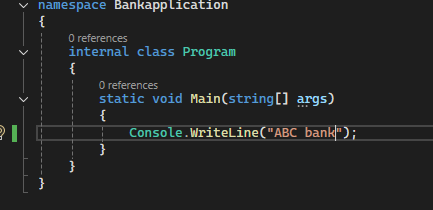 namespace Bankapplication
{
0 references
internal class Program
{
0 references
static void Main(string[] args)
{
Console.WriteLine("ABC bank");
}
}
}